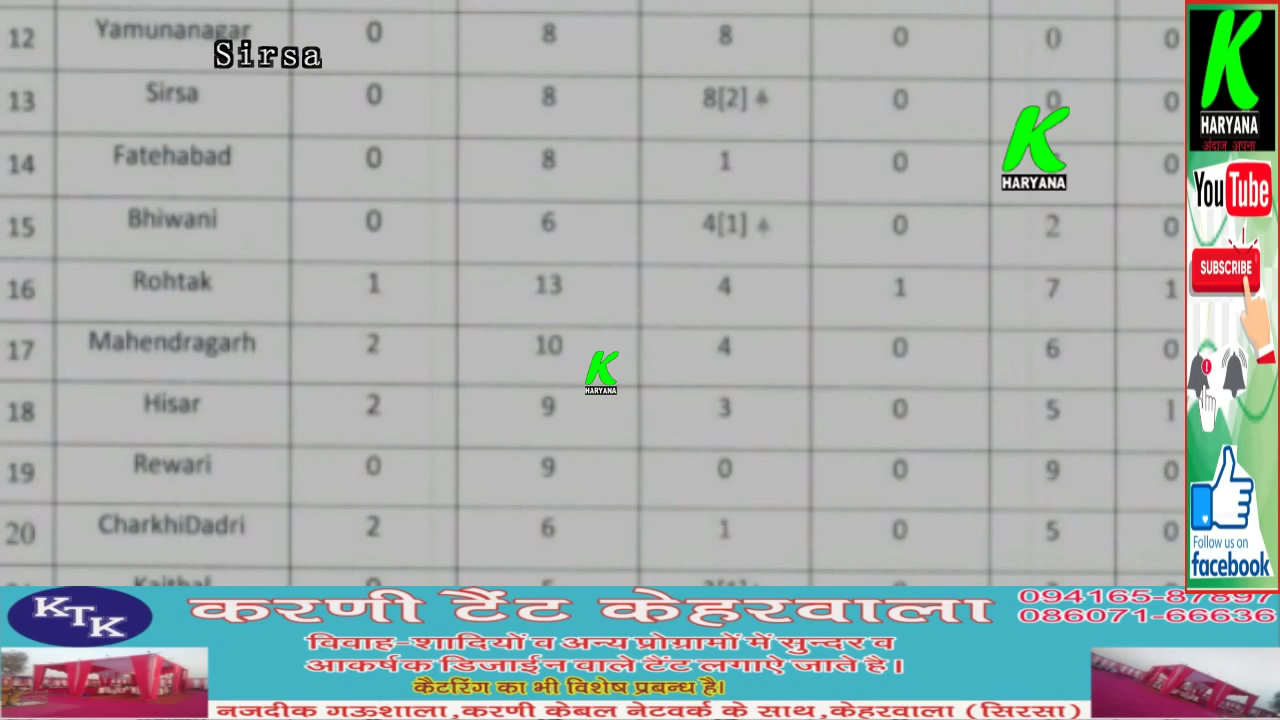 12 Yamunanagar 0 8 8 0 0 0
Sirsa
13 Sirsa 0 8 8[2] 0 0 0
14 Fatehabad 0 8 1 0 0
15 Bhiwani 0 6 4[1] 0 2 0
16 Rohtak 1 13 4 1 7 1
17 Mahendragarh 2 10 4 0 6 0
18 Hisar 2 9 3 0 5 1
19 Rewari 0 9 0 0 9 0
20 CharkhiDadri 2 6 1 0 5 0
K
HARYANA
K
HARYANA
K
HARYANA
अंदाज अपना
YouTube
SUBSCRIBE
Follow us on
facebook
KTK
करणी टैंट केहरवाला
094165-87897
086071-66636
विवाह-शादियों व अन्य प्रोग्रामों में सुन्दर व
आकर्षक डिजाईन वाले टैंट लगाऐ जाते है।
कैटरिंग का भी विशेष प्रबन्ध है।
नजदीक गऊशाला,करणी केबल नेटवर्क के साथ,केहरवाला (सिरसा)